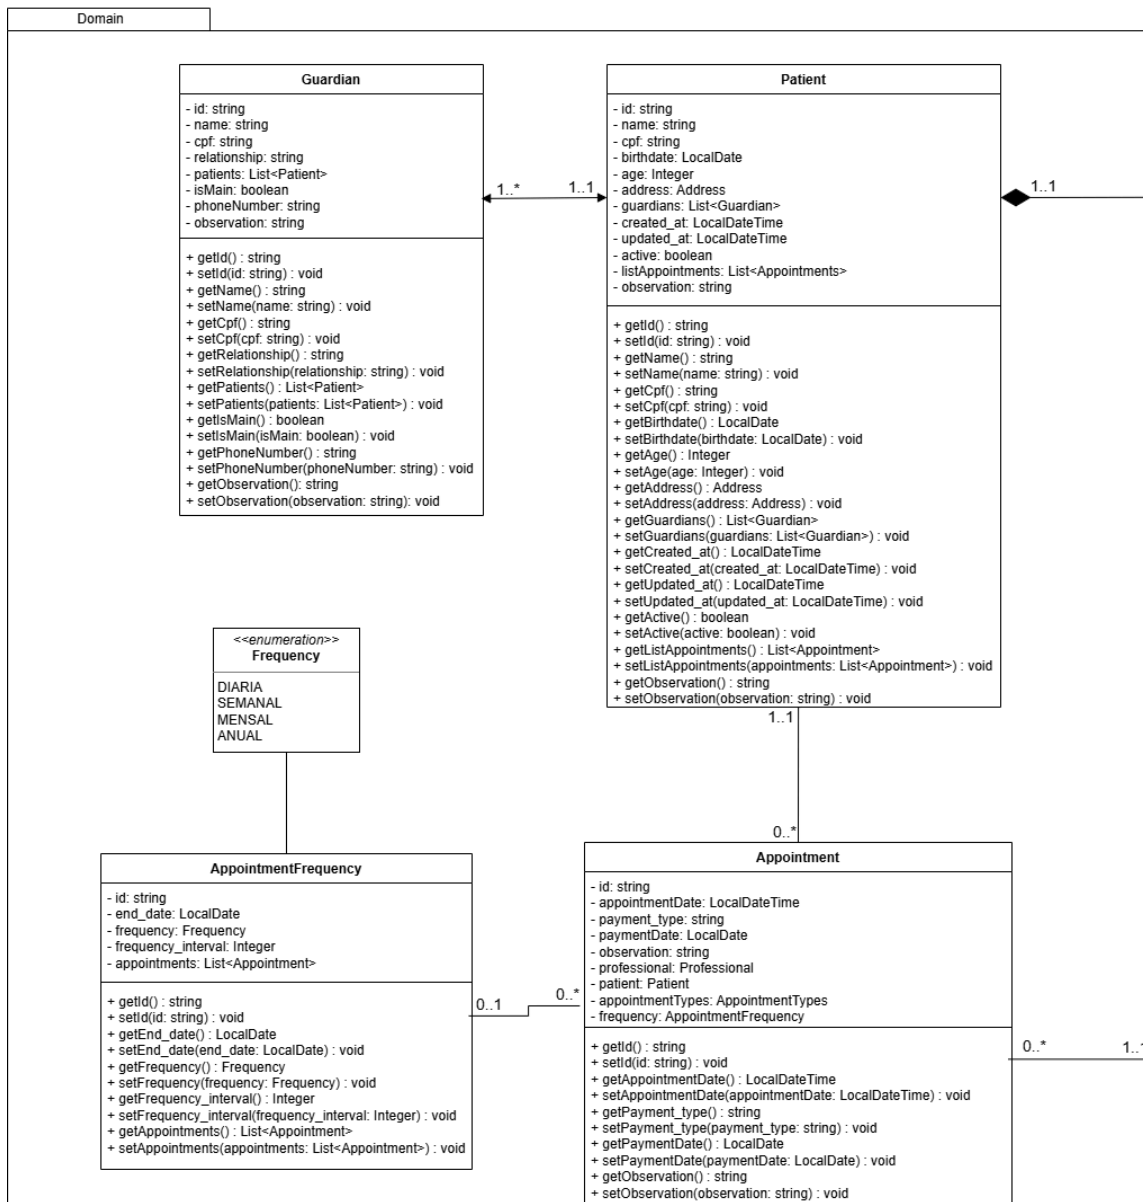 Domain
Guardian
- id: string
- name: string
- cpf: string
- relationship: string
- patients: List<Patient>
- isMain: boolean
- phoneNumber: string
- observation: string
+ getId() : string
+ setId(id: string) : void
+ getName() : string
+ setName(name: string) : void
+ getCpf() : string
+ setCpf(cpf: string) : void
+ getRelationship() : string
+ setRelationship(relationship: string) : void
+ getPatients() : List<Patient>
+ setPatients(patients: List<Patient>) : void
+ getIsMain() : boolean
+ setIsMain(isMain: boolean) : void
+ getPhoneNumber() : string
+ setPhoneNumber(phoneNumber: string) : void
+ getObservation(): string
+ setObservation(observation: string): void
1..*
1..1
Patient
- id: string
- name: string
- cpf: string
- birthdate: LocalDate
- age: Integer
- address: Address
- guardians: List<Guardian>
- created_at: LocalDateTime
- updated_at: LocalDateTime
- active: boolean
- listAppointments: List<Appointments>
- observation: string
+ getId() : string
+ setId(id: string) : void
+ getName() : string
+ setName(name: string) : void
+ getCpf() : string
+ setCpf(cpf: string) : void
+ getBirthdate() : LocalDate
+ setBirthdate(birthdate: LocalDate) : void
+ getAge() : Integer
+ setAge(age: Integer) : void
+ getAddress() : Address
+ setAddress(address: Address) : void
+ getGuardians() : List<Guardian>
+ setGuardians(guardians: List<Guardian>) : void
+ getCreated_at() : LocalDateTime
+ setCreated_at(created_at: LocalDateTime) : void
+ getUpdated_at() : LocalDateTime
+ setUpdated_at(updated_at: LocalDateTime) : void
+ getActive() : boolean
+ setActive(active: boolean) : void
+ getListAppointments() : List<Appointment>
+ setListAppointments(appointments: List<Appointment>) : void
+ getObservation() : string
+ setObservation(observation: string) : void
1..1
1..1
0..*
<<enumeration>>
Frequency
DIARIA
SEMANAL
MENSAL
ANUAL
AppointmentFrequency
- id: string
- end_date: LocalDate
- frequency: Frequency
- frequency_interval: Integer
- appointments: List<Appointment>
+ getId() : string
+ setId(id: string) : void
+ getEnd_date() : LocalDate
+ setEnd_date(end_date: LocalDate) : void
+ getFrequency() : Frequency
+ setFrequency(frequency: Frequency) : void
+ getFrequency_interval() : Integer
+ setFrequency_interval(frequency_interval: Integer) : void
+ getAppointments() : List<Appointment>
+ setAppointments(appointments: List<Appointment>) : void
0..1
0..*
Appointment
- id: string
- appointmentDate: LocalDateTime
- payment_type: string
- paymentDate: LocalDate
- observation: string
- professional: Professional
- patient: Patient
- appointmentTypes: AppointmentTypes
- frequency: AppointmentFrequency
+ getId() : string
+ setId(id: string) : void
+ getAppointmentDate() : LocalDateTime
+ setAppointmentDate(appointmentDate: LocalDateTime) : void
+ getPayment_type() : string
+ setPayment_type(payment_type: string) : void
+ getPaymentDate() : LocalDate
+ setPaymentDate(paymentDate: LocalDate) : void
+ getObservation() : string
+ setObservation(observation: string) : void
0..*
1..1